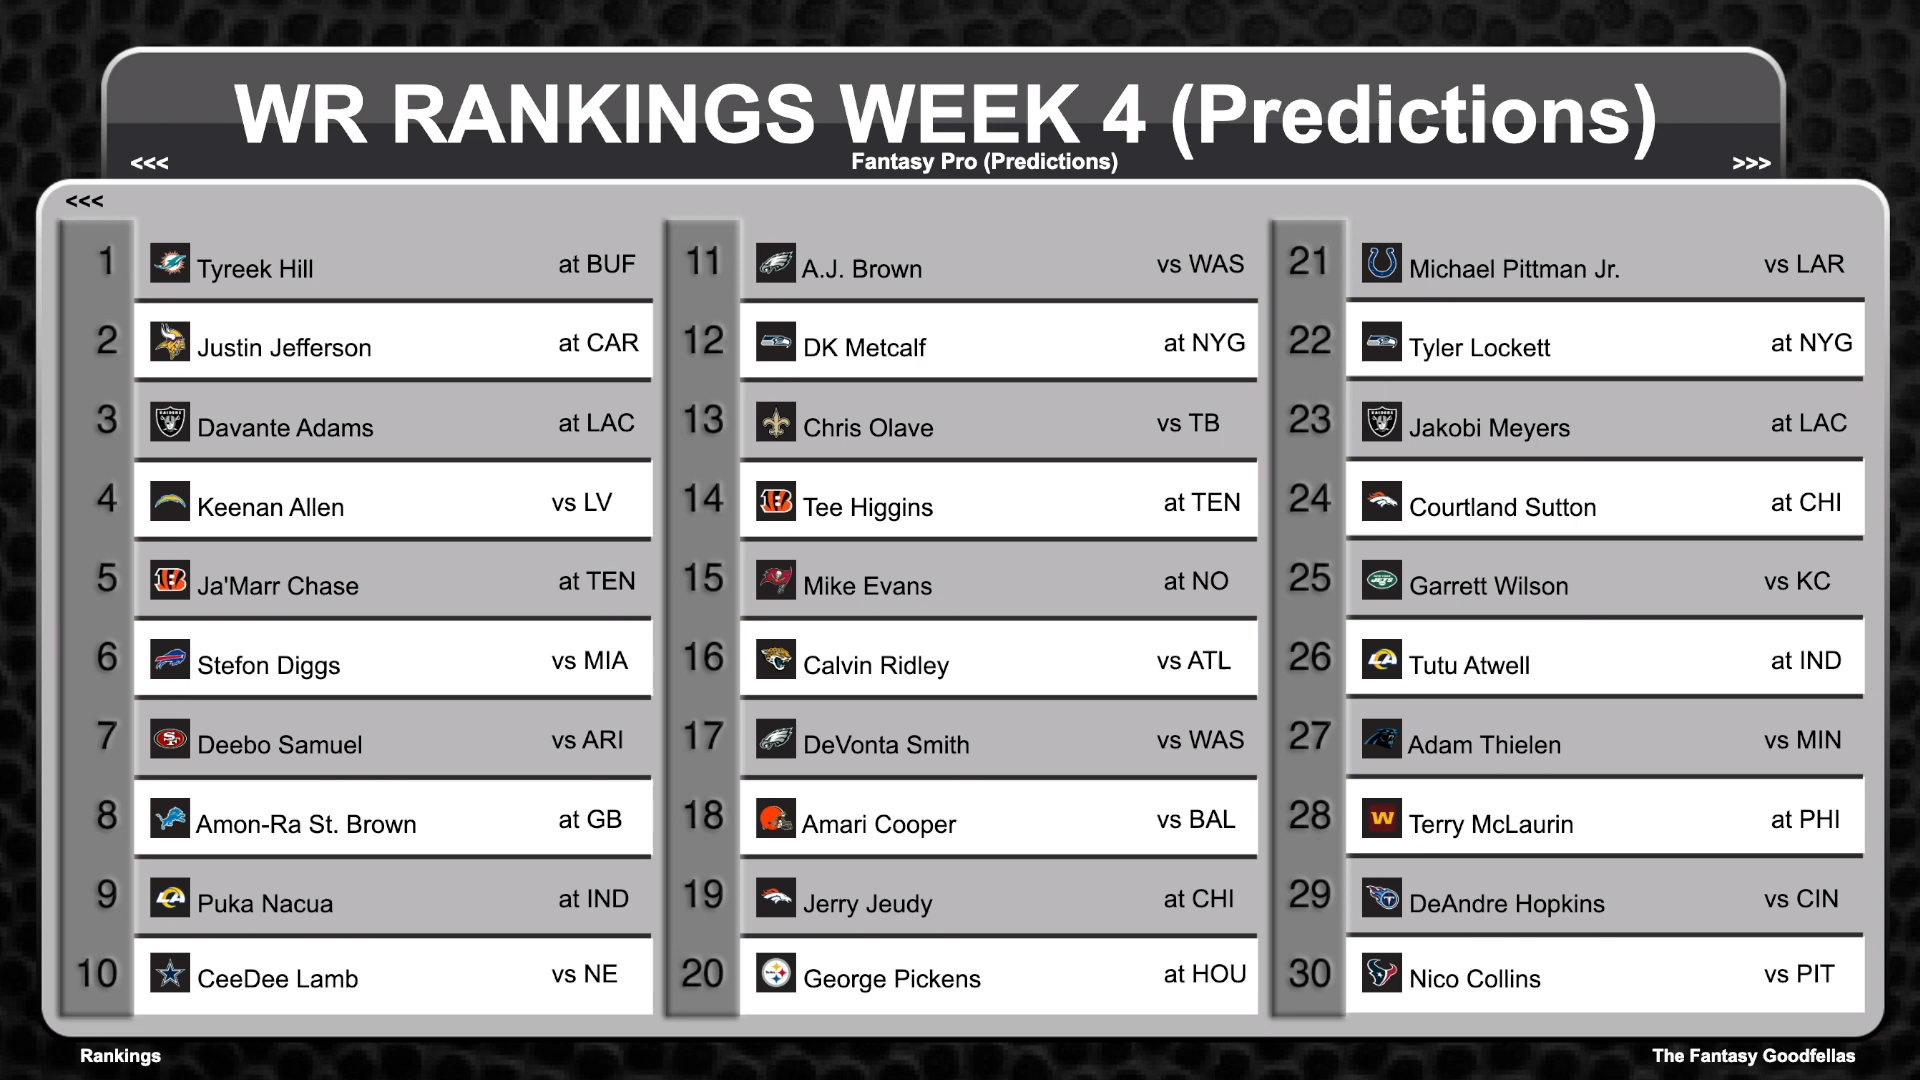 WR RANKINGS WEEK 4 (Predictions)
<<< Fantasy Pro (Predictions) >>>
<<<
1 Tyreek Hill at BUF
2 Justin Jefferson at CAR
3 Davante Adams at LAC
4 Keenan Allen vs LV
5 Ja'Marr Chase at TEN
6 Stefon Diggs vs MIA
7 Deebo Samuel vs ARI
8 Amon-Ra St. Brown at GB
9 Puka Nacua at IND
10 CeeDee Lamb vs NE
11 A.J. Brown vs WAS
12 DK Metcalf at NYG
13 Chris Olave vs TB
14 Tee Higgins at TEN
15 Mike Evans at NO
16 Calvin Ridley vs ATL
17 DeVonta Smith vs WAS
18 Amari Cooper vs BAL
19 Jerry Jeudy at CHI
20 George Pickens at HOU
21 Michael Pittman Jr. vs LAR
22 Tyler Lockett at NYG
23 Jakobi Meyers at LAC
24 Courtland Sutton at CHI
25 Garrett Wilson vs KC
26 Tutu Atwell at IND
27 Adam Thielen vs MIN
28 Terry McLaurin at PHI
29 DeAndre Hopkins vs CIN
30 Nico Collins vs PIT
Rankings
The Fantasy Goodfellas